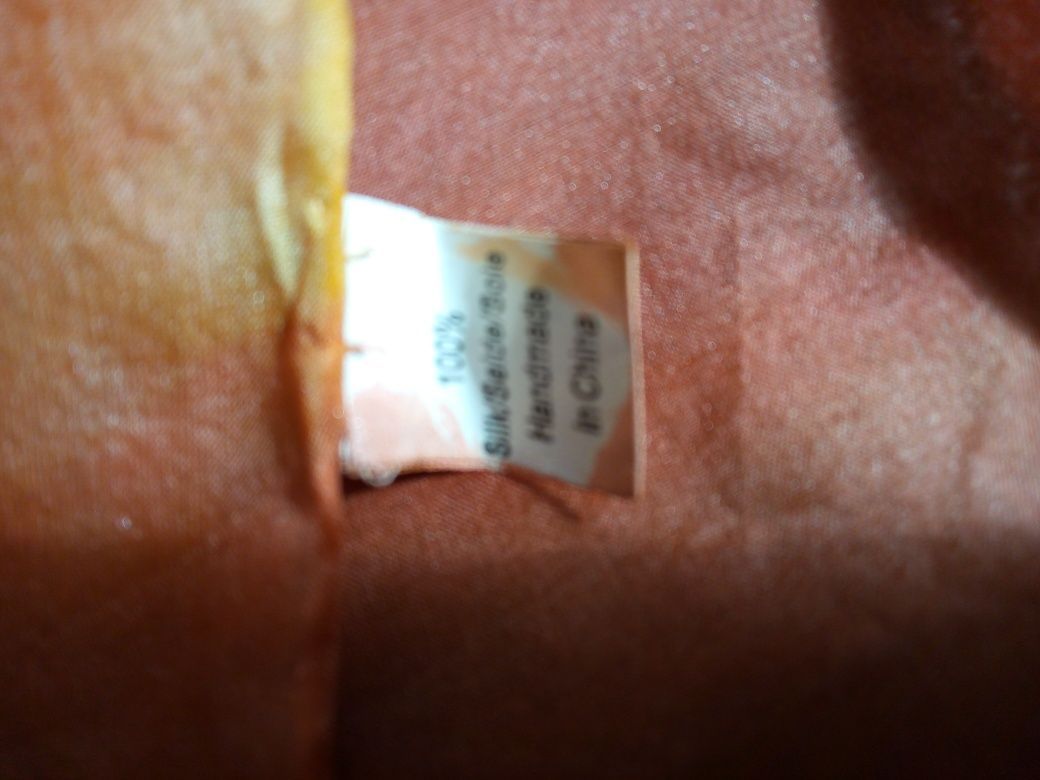 100%
Silk/Seide/Soie
Handmade
in China